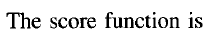 The score function is